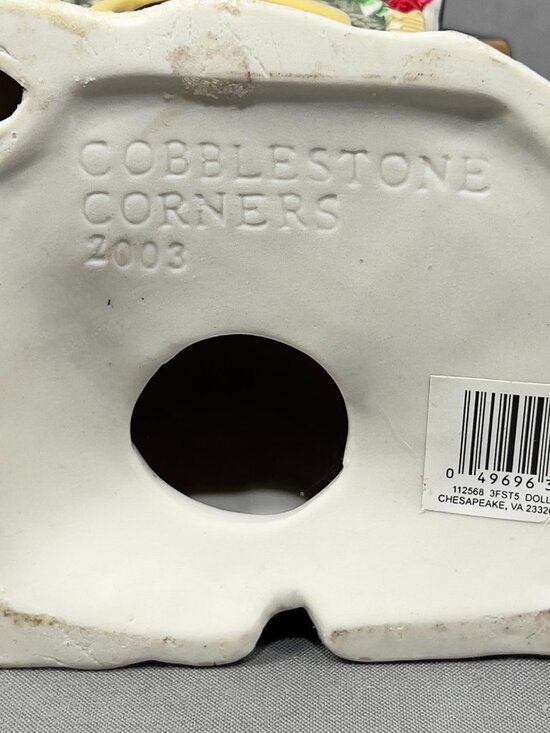 COBBLESTONE
CORNERS
2003
0 49696 3
112568 3FST5 DOLL
CHESAPEAKE, VA 2332